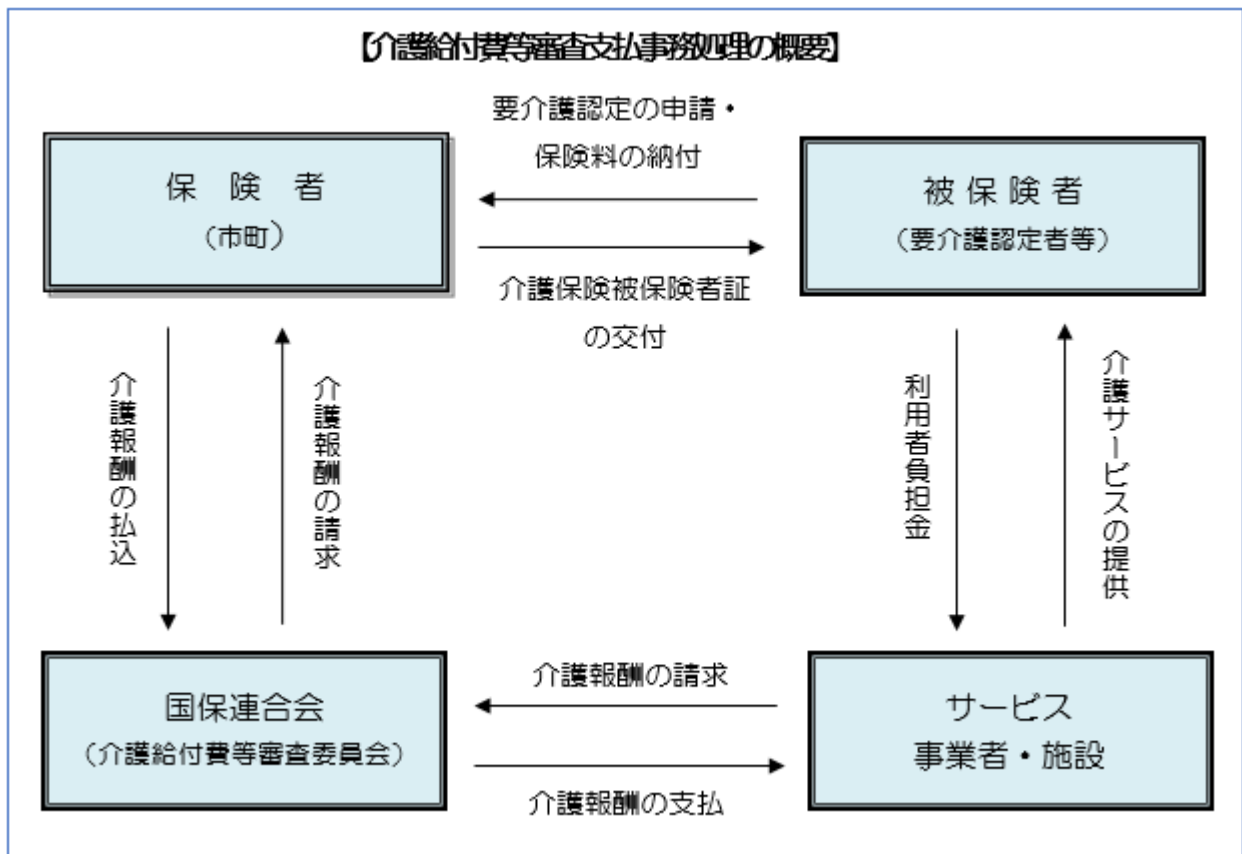 【介護給付費等審査支払事務処理の概要】
要介護認定の申請・
保険料の納付
保　険　者
（市町）
被 保 険 者
（要介護認定者等）
介護保険被保険者証
の交付
介護報酬の払込
介護報酬の請求
利用者負担金
介護サービスの提供
国保連合会
（介護給付費等審査委員会）
介護報酬の請求
介護報酬の支払
サービス
事業者・施設